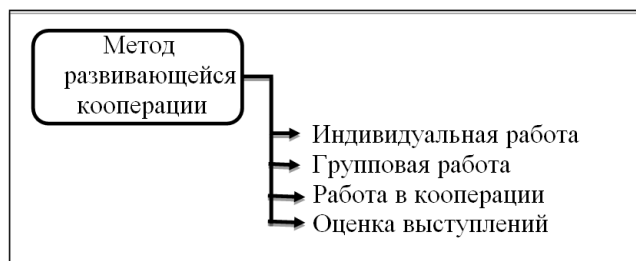 Метод
развивающейся
кооперации
Индивидуальная работа
Групповая работа
Работа в кооперации
Оценка выступлений